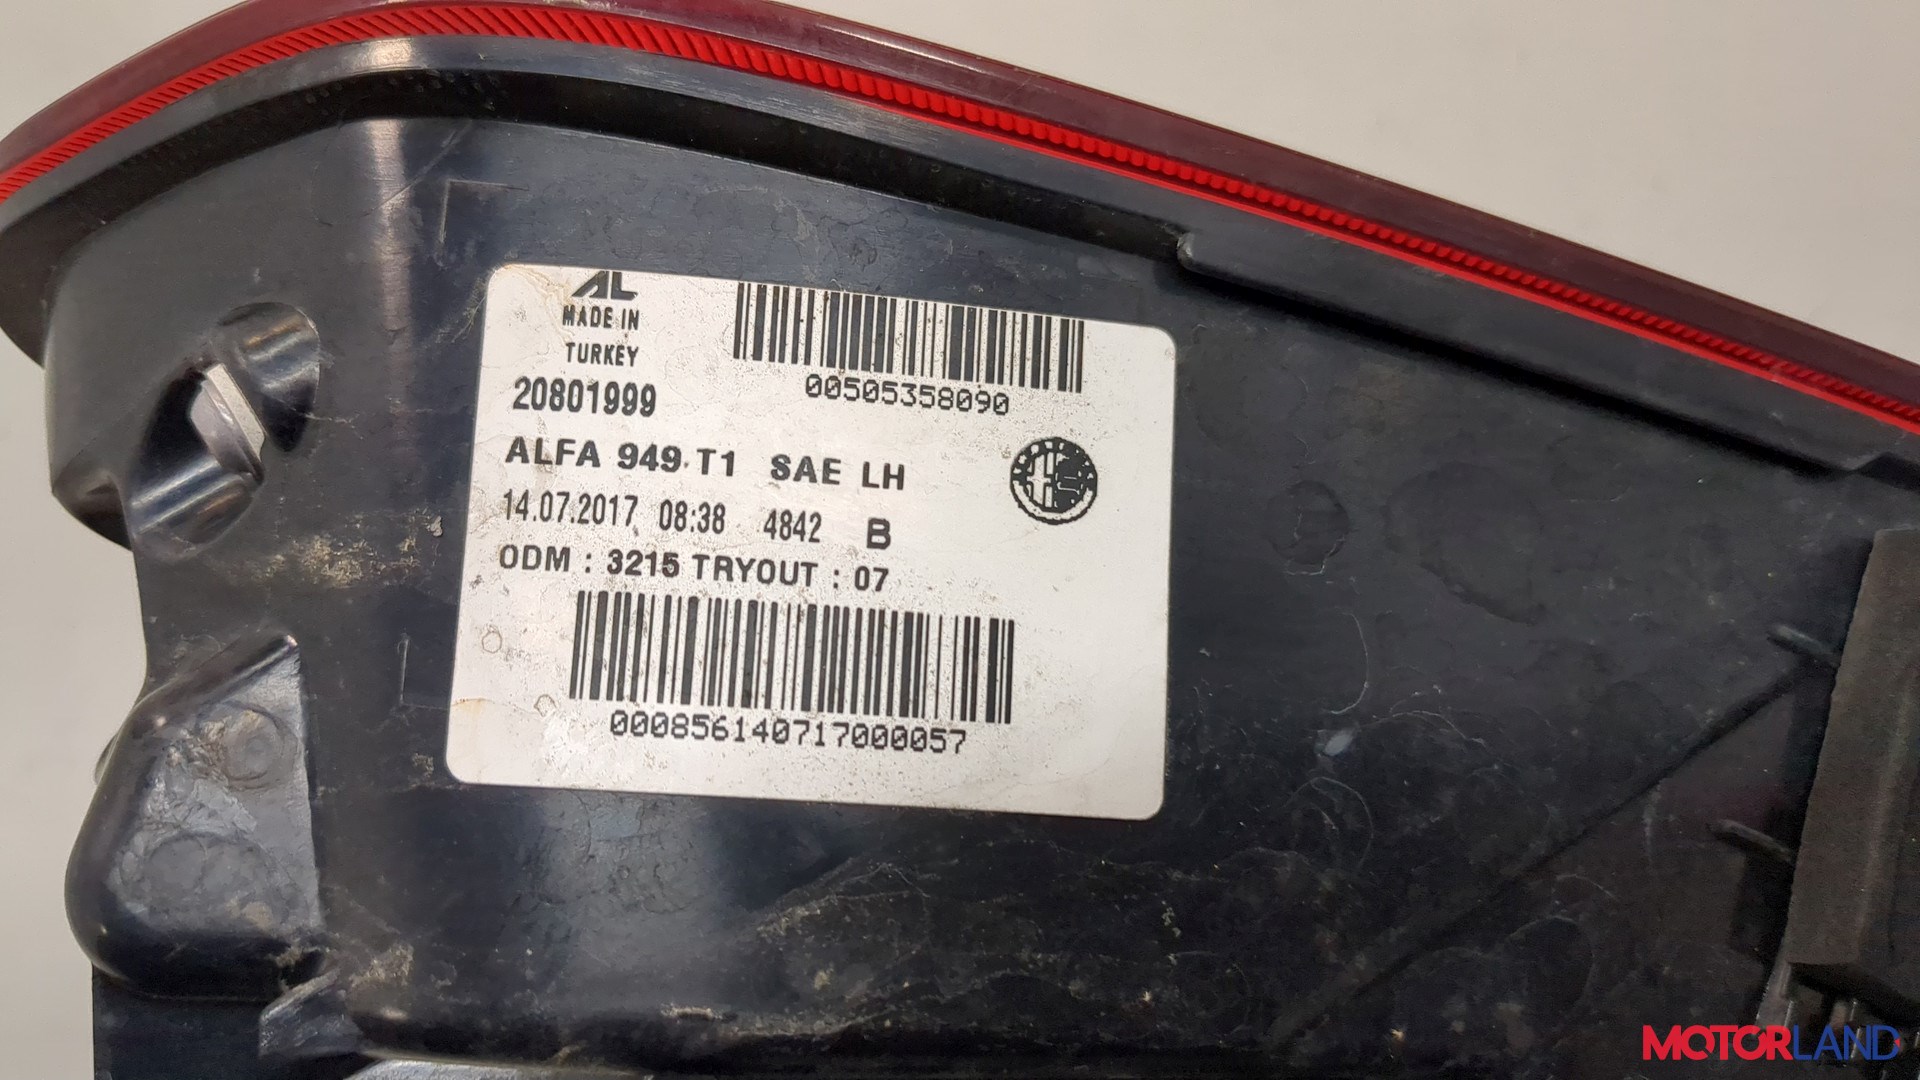 AL
MADE IN
TURKEY
00505358090
20801999
ALFA 949 T1 SAE LH
14.07.2017 08:38 4842 B
ODM : 3215 TRYOUT : 07
000856140717000057
MOTORLAND